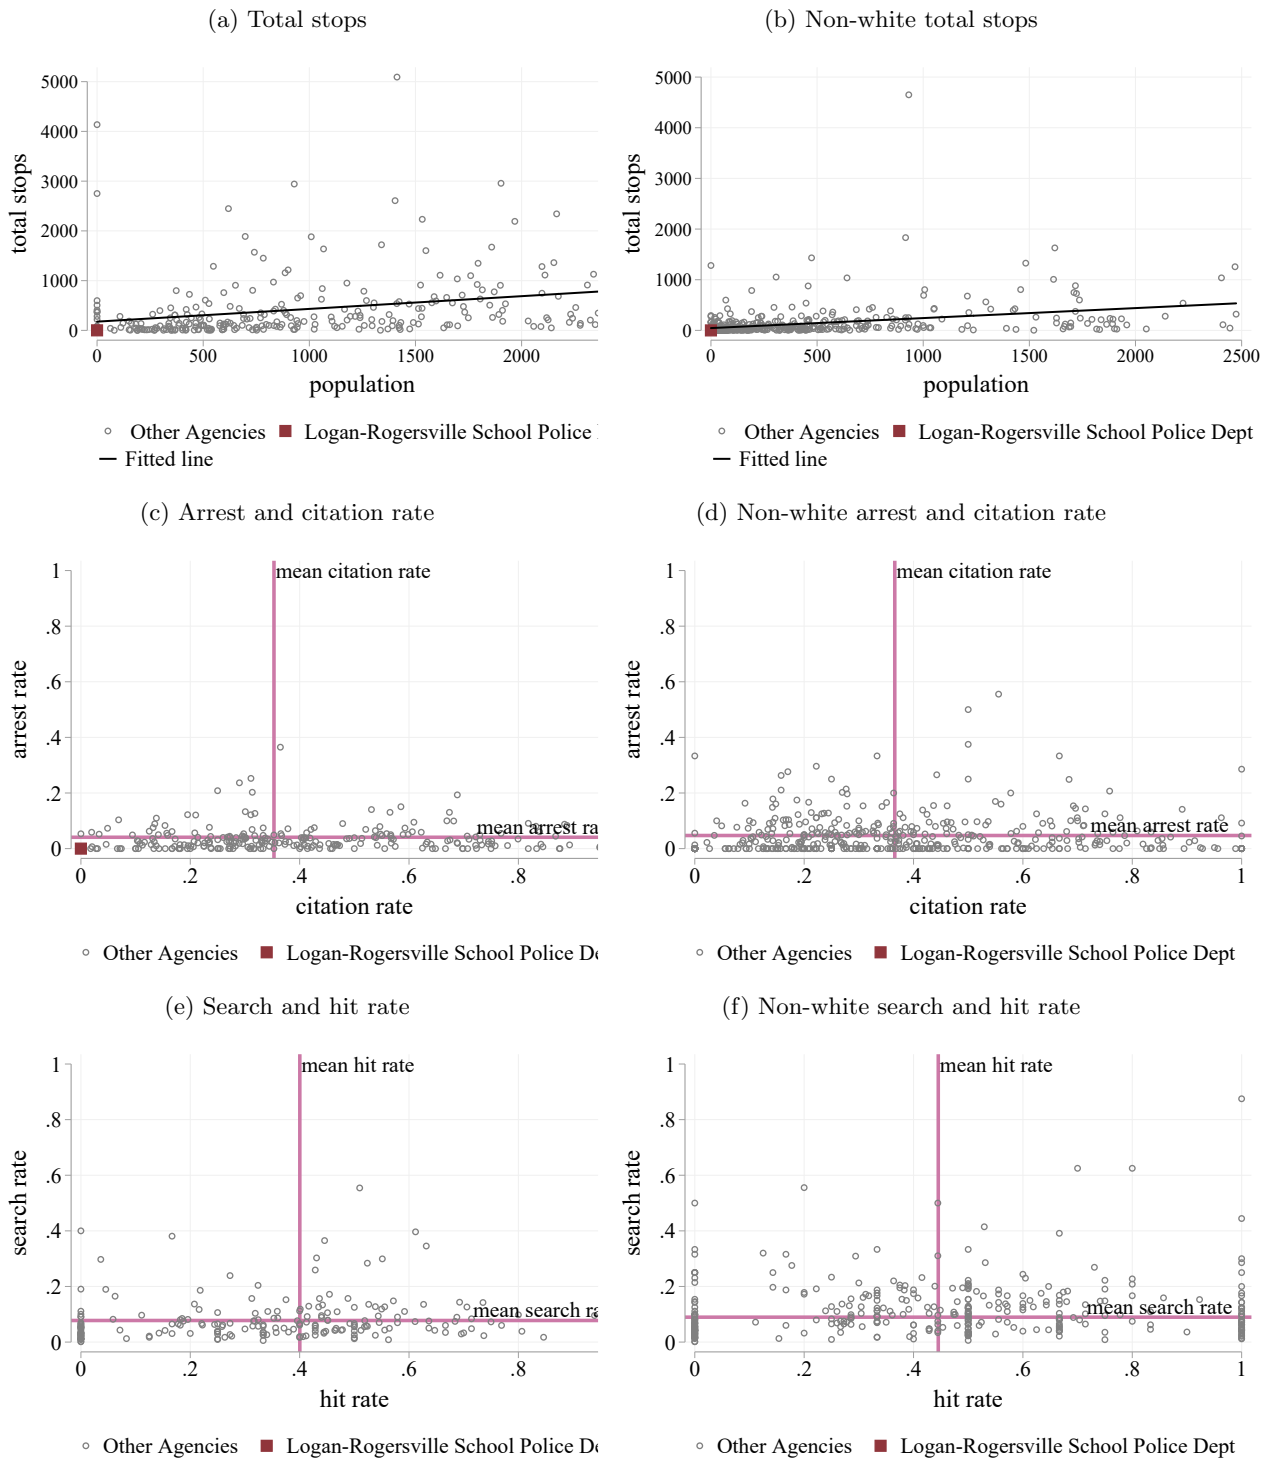 (a) Total stops
5000
4000
3000
2000
1000
0
total stops
0 500 1000 1500 2000
population
Other Agencies Logan-Rogersville School Police
Fitted line
(b) Non-white total stops
5000
4000
3000
2000
1000
0
total stops
0 500 1000 1500 2000 2500
population
Other Agencies Logan-Rogersville School Police Dept
Fitted line
(c) Arrest and citation rate
mean citation rate
1
.8
.6
.4
.2
0
arrest rate
mean arrest ra
0 .2 .4 .6 .8
citation rate
Other Agencies Logan-Rogersville School Police De
(d) Non-white arrest and citation rate
mean citation rate
1
.8
.6
.4
.2
0
arrest rate
mean arrest rate
0 .2 .4 .6 .8 1
citation rate
Other Agencies Logan-Rogersville School Police Dept
(e) Search and hit rate
mean hit rate
1
.8
.6
.4
.2
0
search rate
mean search ra
0 .2 .4 .6 .8
hit rate
Other Agencies Logan-Rogersville School Police De
(f) Non-white search and hit rate
mean hit rate
1
.8
.6
.4
.2
0
search rate
mean search rate
0 .2 .4 .6 .8 1
hit rate
Other Agencies Logan-Rogersville School Police Dept